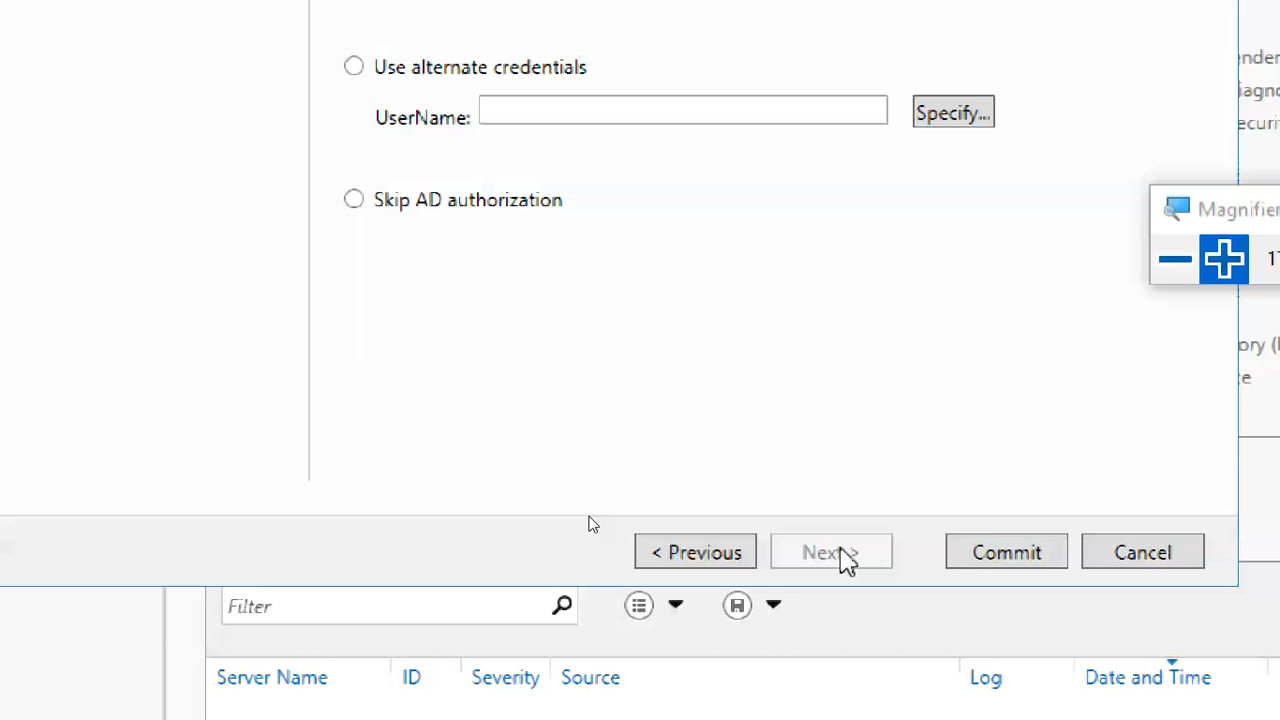 Use alternate credentials
UserName:
Specify...
Skip AD authorization
Magnifier
< Previous
Next >
Commit
Cancel
Filter
Server Name ID Severity Source Log Date and Time